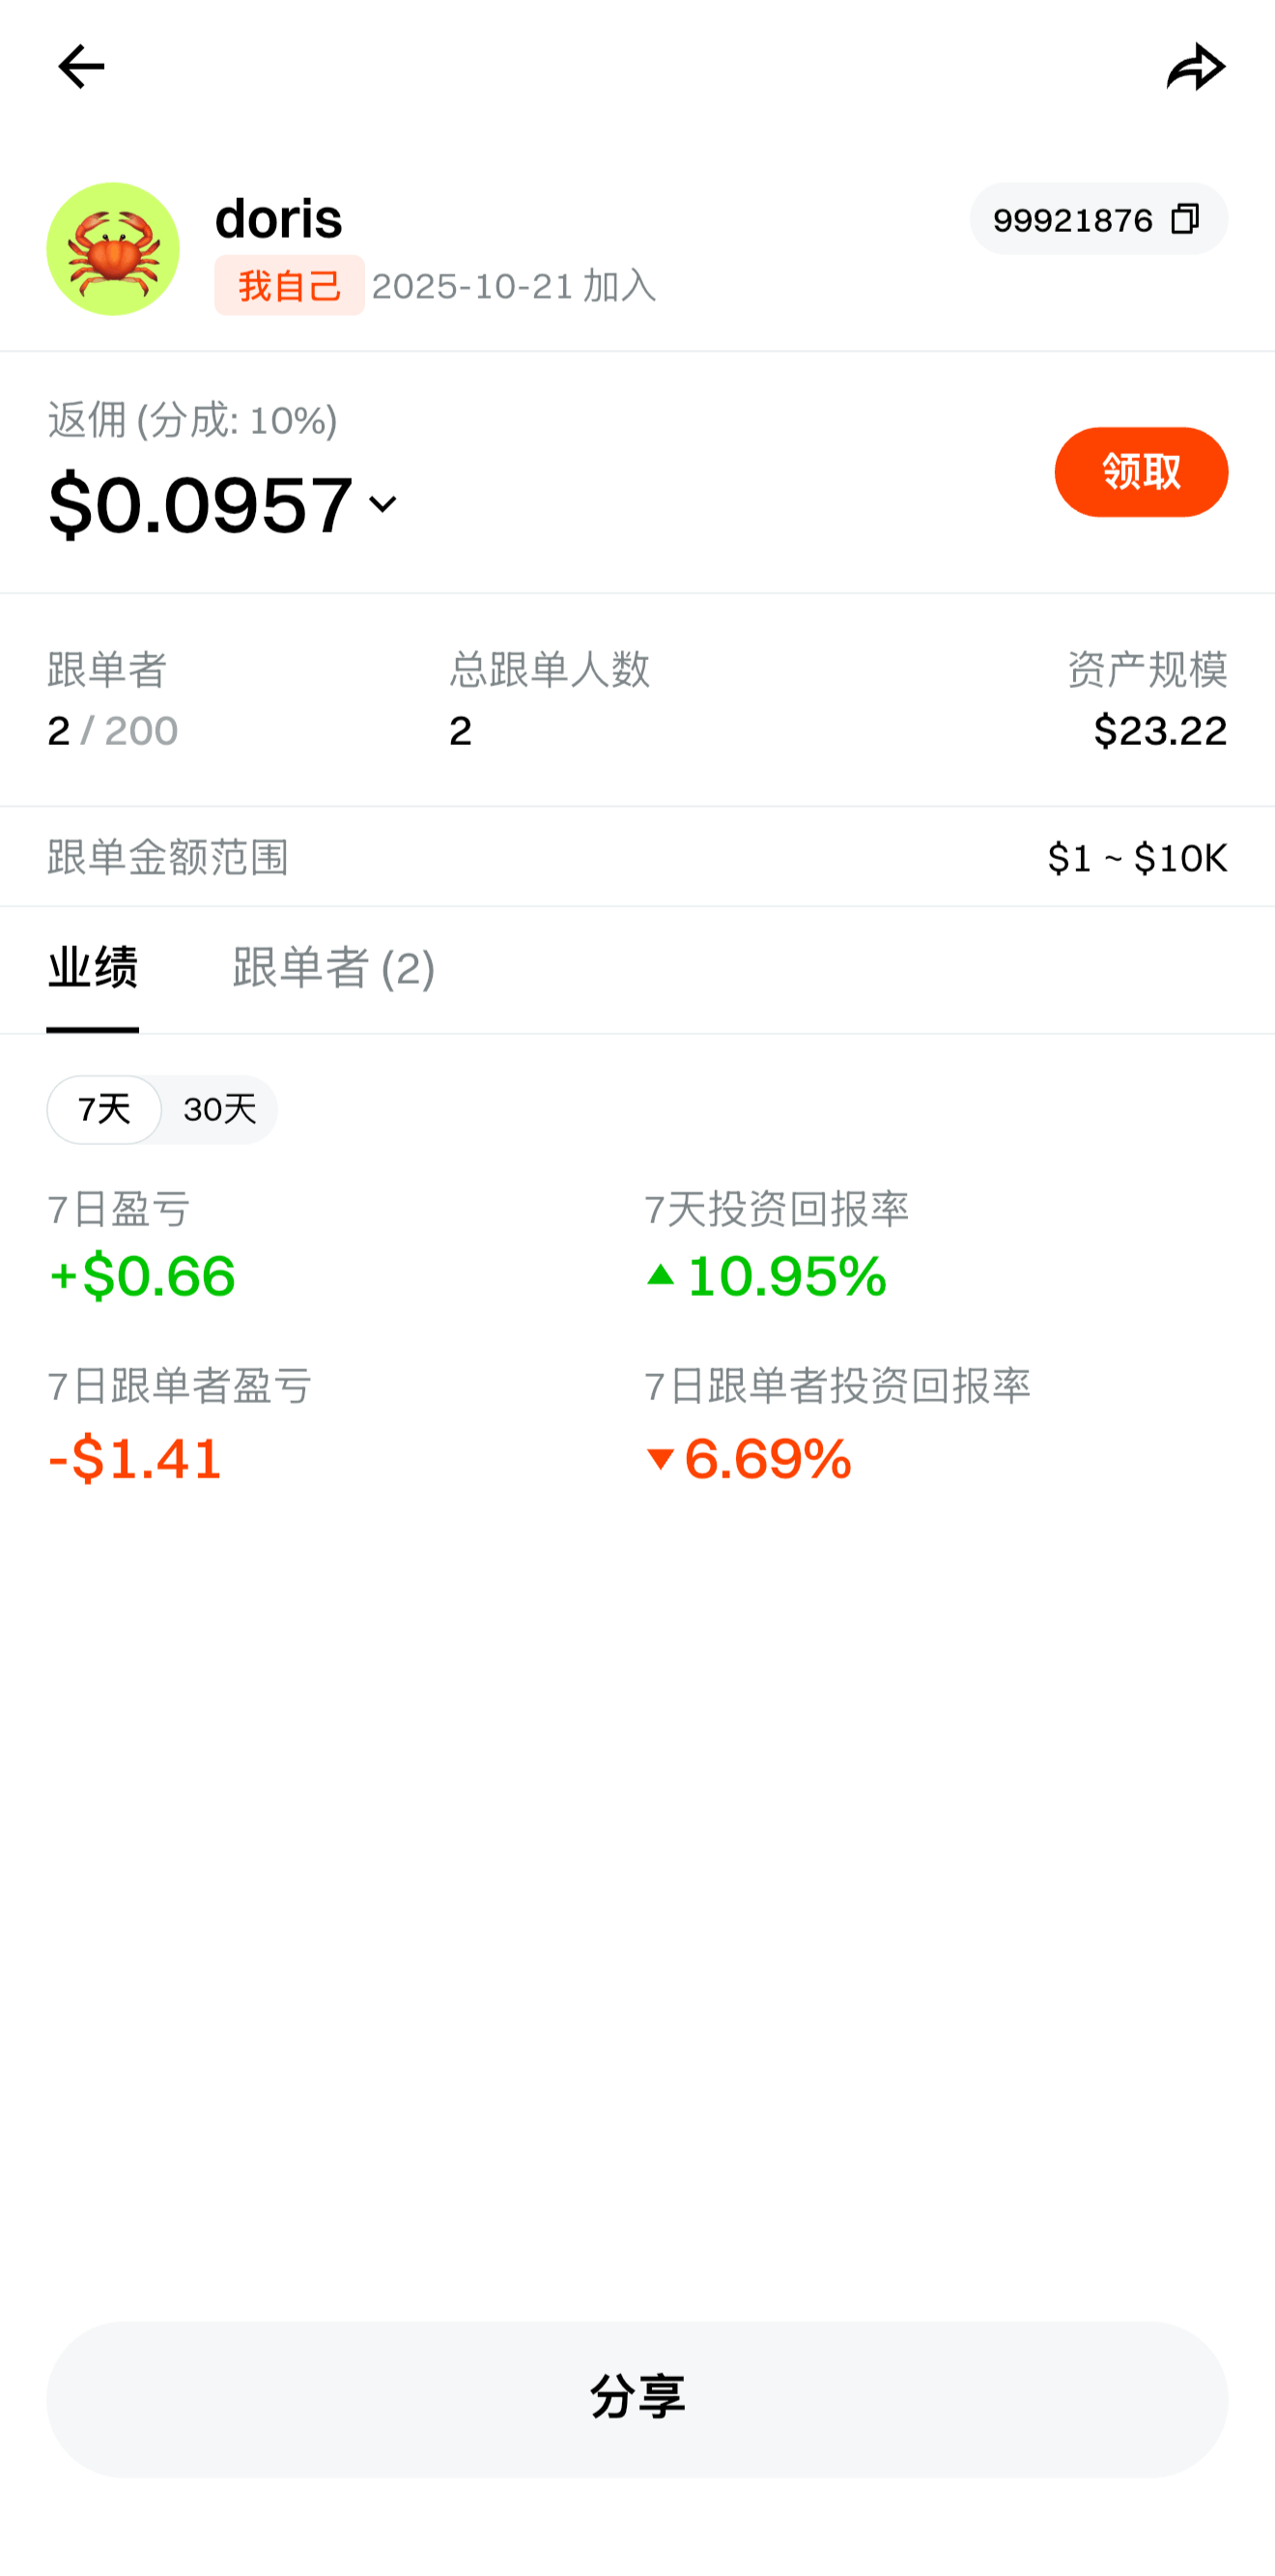 doris
99921876
我自己 2025-10-21 加入
返佣 (分成: 10%)
$0.0957
领取
跟单者 总跟单人数 资产规模
2 / 200 2 $23.22
跟单金额范围 $1 ~ $10K
业绩 跟单者 (2)
7天 30天
7日盈亏 7天投资回报率
+$0.66 ▲10.95%
7日跟单者盈亏 7日跟单者投资回报率
-$1.41 ▼6.69%
分享